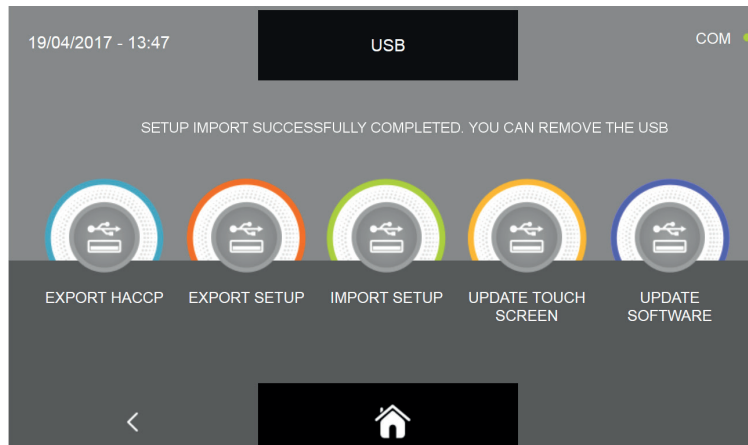 19/04/2017 - 13:47
USB
COM
SETUP IMPORT SUCCESSFULLY COMPLETED. YOU CAN REMOVE THE USB
EXPORT HACCP
EXPORT SETUP
IMPORT SETUP
UPDATE TOUCH
SCREEN
UPDATE
SOFTWARE